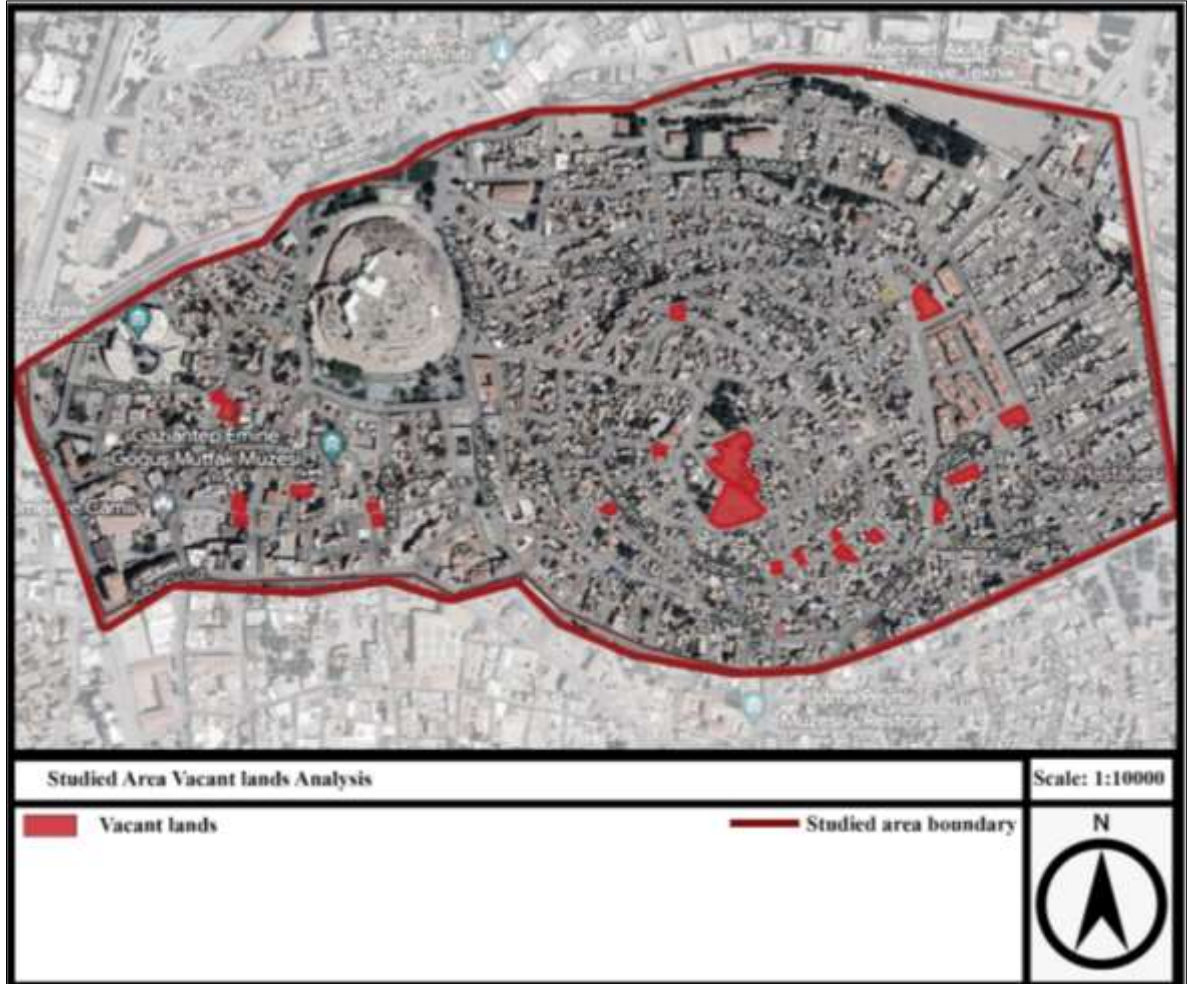 Gaziantep Emine
Göğüş Mutfak Müzesi
Studied Area Vacant lands Analysis
Scale: 1:10000
Vacant lands
Studied area boundary
N